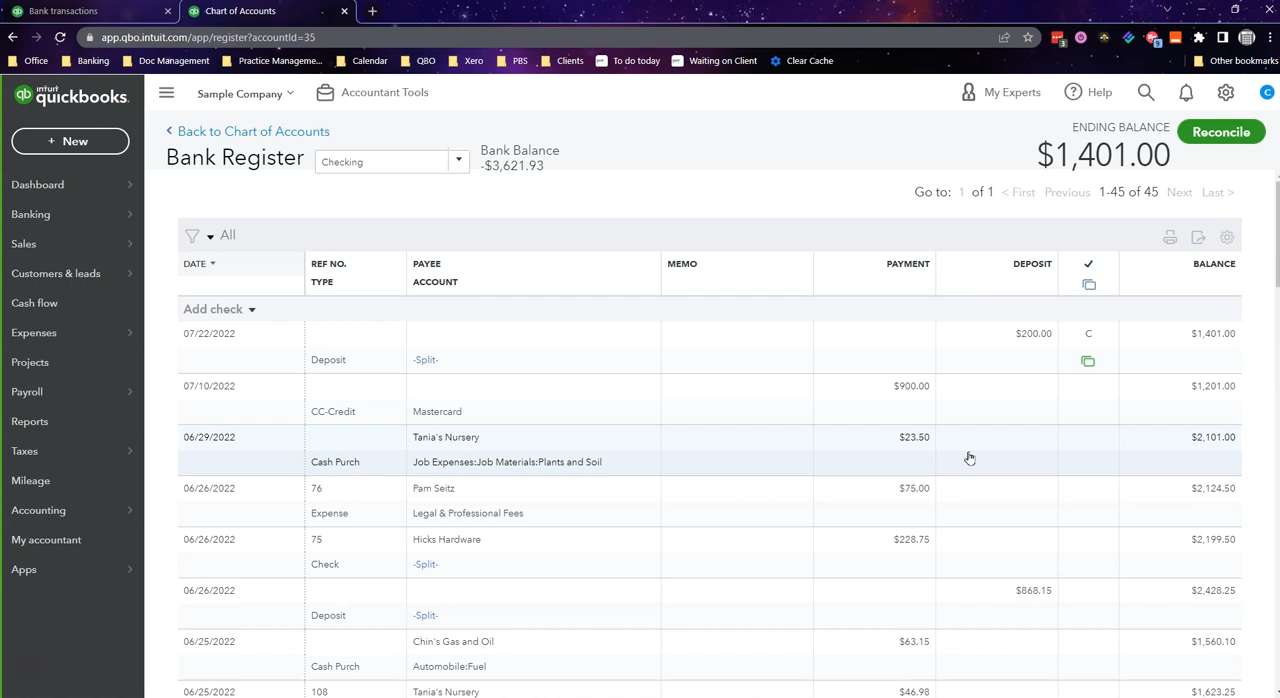 Bank transactions
Chart of Accounts
app.qbo.intuit.com/app/register?accountId=35
Office Banking Doc Management Practice Manageme... Calendar QBO Xero PBS Clients To do today Waiting on Client Clear Cache Other bookmarks
intuit quickbooks.
Sample Company
Accountant Tools
My Experts
Help
C
+ New
Dashboard
Banking
Sales
Customers & leads
Cash flow
Expenses
Projects
Payroll
Reports
Taxes
Mileage
Accounting
My accountant
Apps
Back to Chart of Accounts
Bank Register
Checking
Bank Balance
-$3,621.93
ENDING BALANCE
$1,401.00
Reconcile
Go to: 1 of 1 < First Previous 1-45 of 45 Next Last >
All
DATE REF NO. PAYEE MEMO PAYMENT DEPOSIT ✓ BALANCE
TYPE ACCOUNT
Add check
07/22/2022 $200.00 C $1,401.00
Deposit -Split-
07/10/2022 $900.00 $1,201.00
CC-Credit Mastercard
06/29/2022 Tania's Nursery $23.50 $2,101.00
Cash Purch Job Expenses:Job Materials:Plants and Soil
06/26/2022 76 Pam Seitz $75.00 $2,124.50
Expense Legal & Professional Fees
06/26/2022 75 Hicks Hardware $228.75 $2,199.50
Check -Split-
06/26/2022 $868.15 $2,428.25
Deposit -Split-
06/25/2022 Chin's Gas and Oil $63.15 $1,560.10
Cash Purch Automobile:Fuel
06/25/2022 108 Tania's Nursery $46.98 $1,623.25